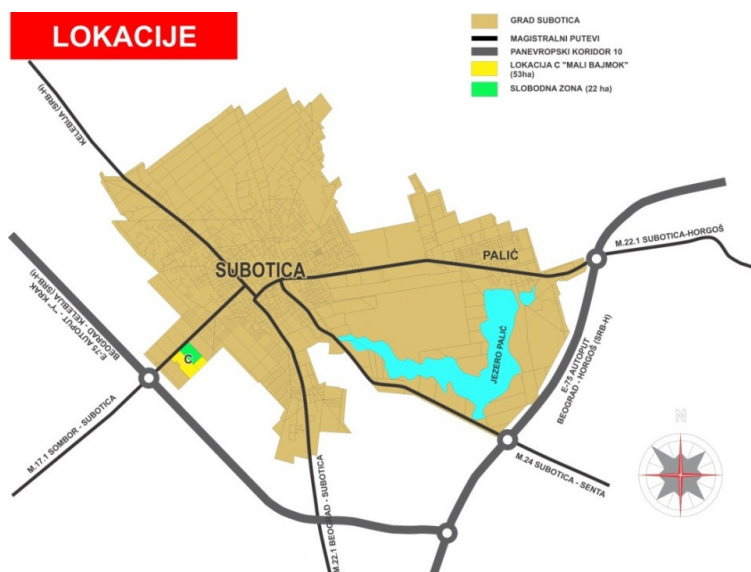 LOKACIJE
GRAD SUBOTICA
MAGISTRALNI PUTEVI
PANEVROPSKI KORIDOR 10
LOKACIJA C "MALI BAJMOK"
(53ha)
SLOBODNA ZONA (22 ha)
KELEBIJA (SRB-H)
SUBOTICA
PALIĆ
M.22.1 SUBOTICA-HORGOŠ
E-75 AUTOPUT - "Y" KRAK
BEOGRAD - KELEBIJA (SRB-H)
C
JEZERO PALIĆ
E-75 AUTOPUT
BEOGRAD - HORGOŠ (SRB-H)
M.17.1 SOMBOR - SUBOTICA
M.24 SUBOTICA - SENTA
M.22.1 BEOGRAD - SUBOTICA
N